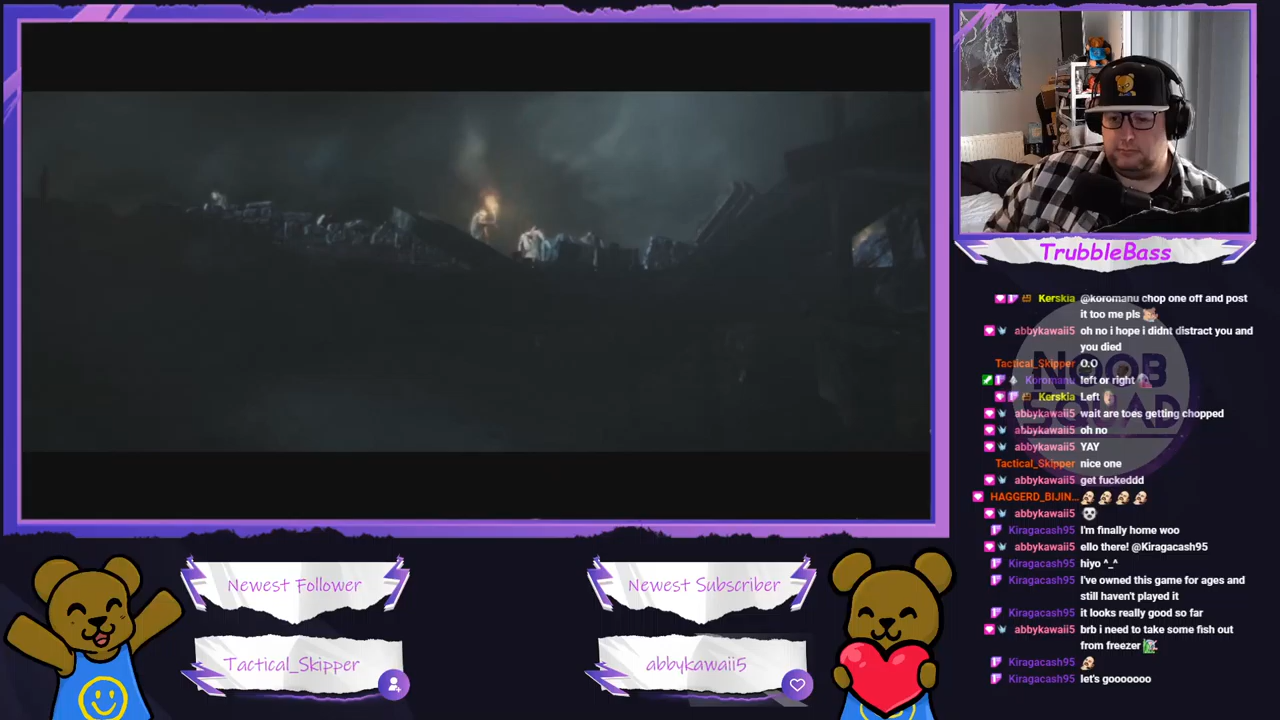 TrubbleBass
Kerskia @koromanu chop one off and post
it too me pls
abbykawaii5 oh no i hope i didnt distract you and
you died
Tactical_Skipper O.O
Koromanu left or right
Kerskia Left
abbykawaii5 wait are toes getting chopped
abbykawaii5 oh no
abbykawaii5 YAY
Tactical_Skipper nice one
abbykawaii5 get fuckeddd
HAGGERD_BIJIN...
abbykawaii5
Kiragacash95 I'm finally home woo
abbykawaii5 ello there! @Kiragacash95
Kiragacash95 hiyo ^_^
Kiragacash95 I've owned this game for ages and
still haven't played it
Kiragacash95 it looks really good so far
abbykawaii5 brb i need to take some fish out
from freezer
Kiragacash95
Kiragacash95 let's gooooooo
NOOB
SQUAD
Newest Follower
Tactical_Skipper
Newest Subscriber
abbykawaii5